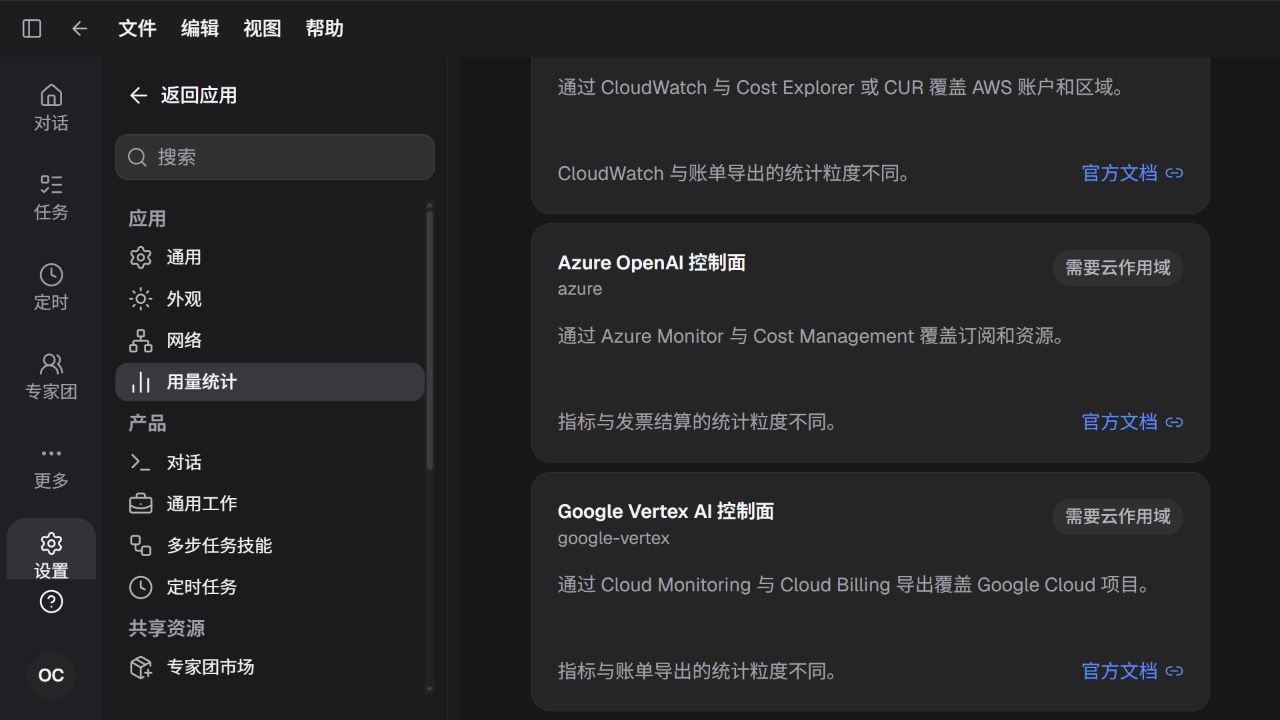 文件 编辑 视图 帮助
对话
任务
定时
专家团
更多
设置
OC
返回应用
搜索
应用
通用
外观
网络
用量统计
产品
对话
通用工作
多步任务技能
定时任务
共享资源
专家团市场
通过 CloudWatch 与 Cost Explorer 或 CUR 覆盖 AWS 账户和区域。
CloudWatch 与账单导出的统计粒度不同。 官方文档
Azure OpenAI 控制面 需要云作用域
azure
通过 Azure Monitor 与 Cost Management 覆盖订阅和资源。
指标与发票结算的统计粒度不同。 官方文档
Google Vertex AI 控制面 需要云作用域
google-vertex
通过 Cloud Monitoring 与 Cloud Billing 导出覆盖 Google Cloud 项目。
指标与账单导出的统计粒度不同。 官方文档